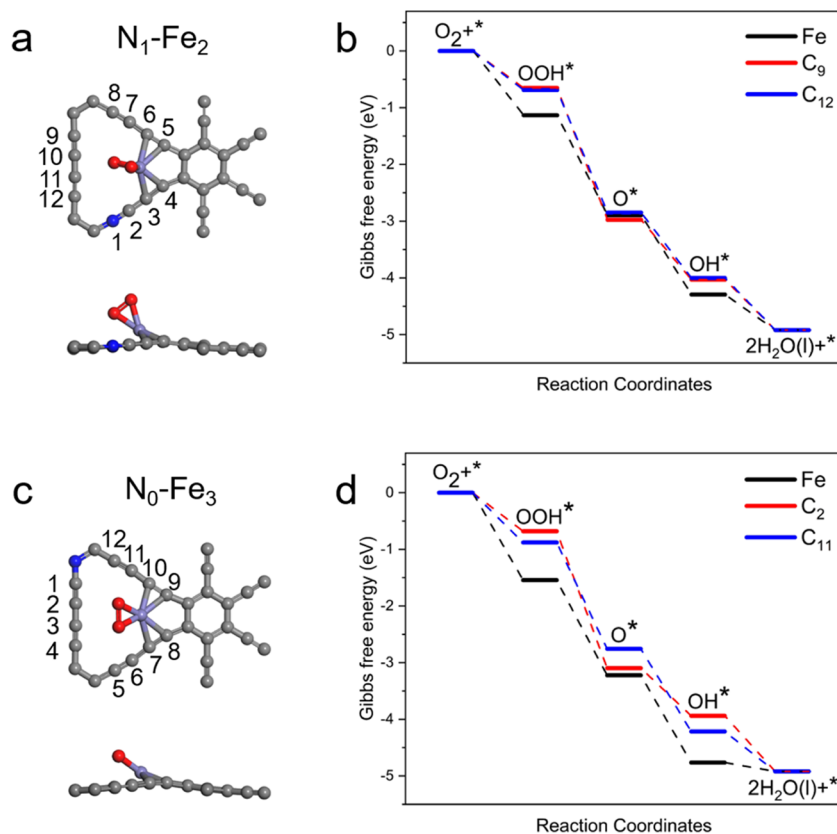 a
N₁-Fe₂
8
7
6
5
9
10
11
12
4
3
2
1
b
O₂+*
OOH*
O*
OH*
2H₂O(l)+*
Fe
C₉
C₁₂
0
-1
-2
-3
-4
-5
Gibbs free energy (eV)
Reaction Coordinates
c
N₀-Fe₃
12
11
10
9
1
2
3
4
8
7
6
5
d
O₂+*
OOH*
O*
OH*
2H₂O(l)+*
Fe
C₂
C₁₁
0
-1
-2
-3
-4
-5
Gibbs free energy (eV)
Reaction Coordinates